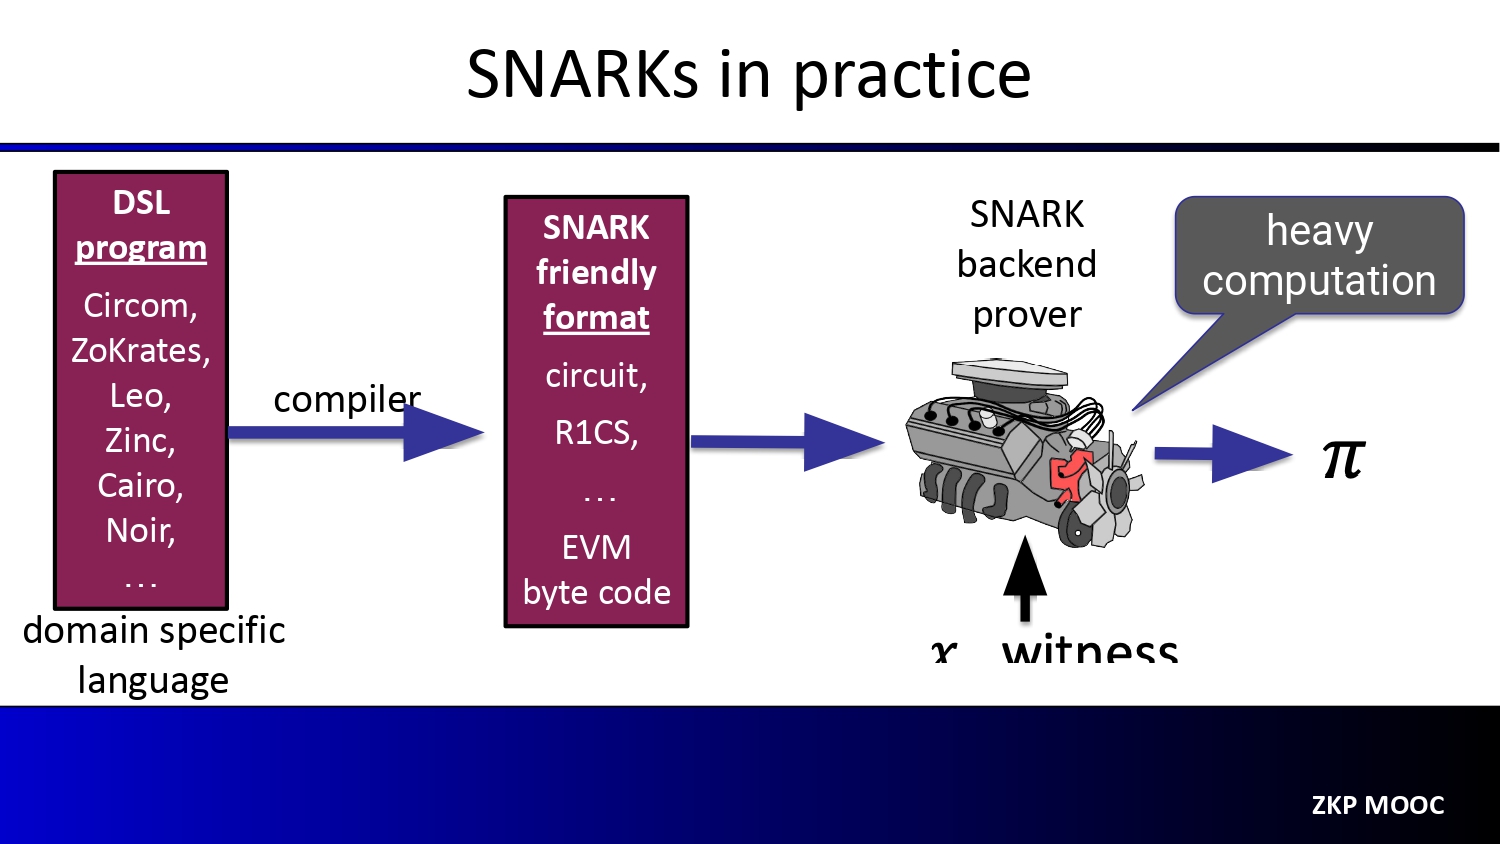 SNARKs in practice
DSL
program
Circom,
ZoKrates,
Leo,
Zinc,
Cairo,
Noir,
...
domain specific
language
compiler
SNARK
friendly
format
circuit,
R1CS,
...
EVM
byte code
SNARK
backend
prover
heavy
computation
π
x witness
ZKP MOOC